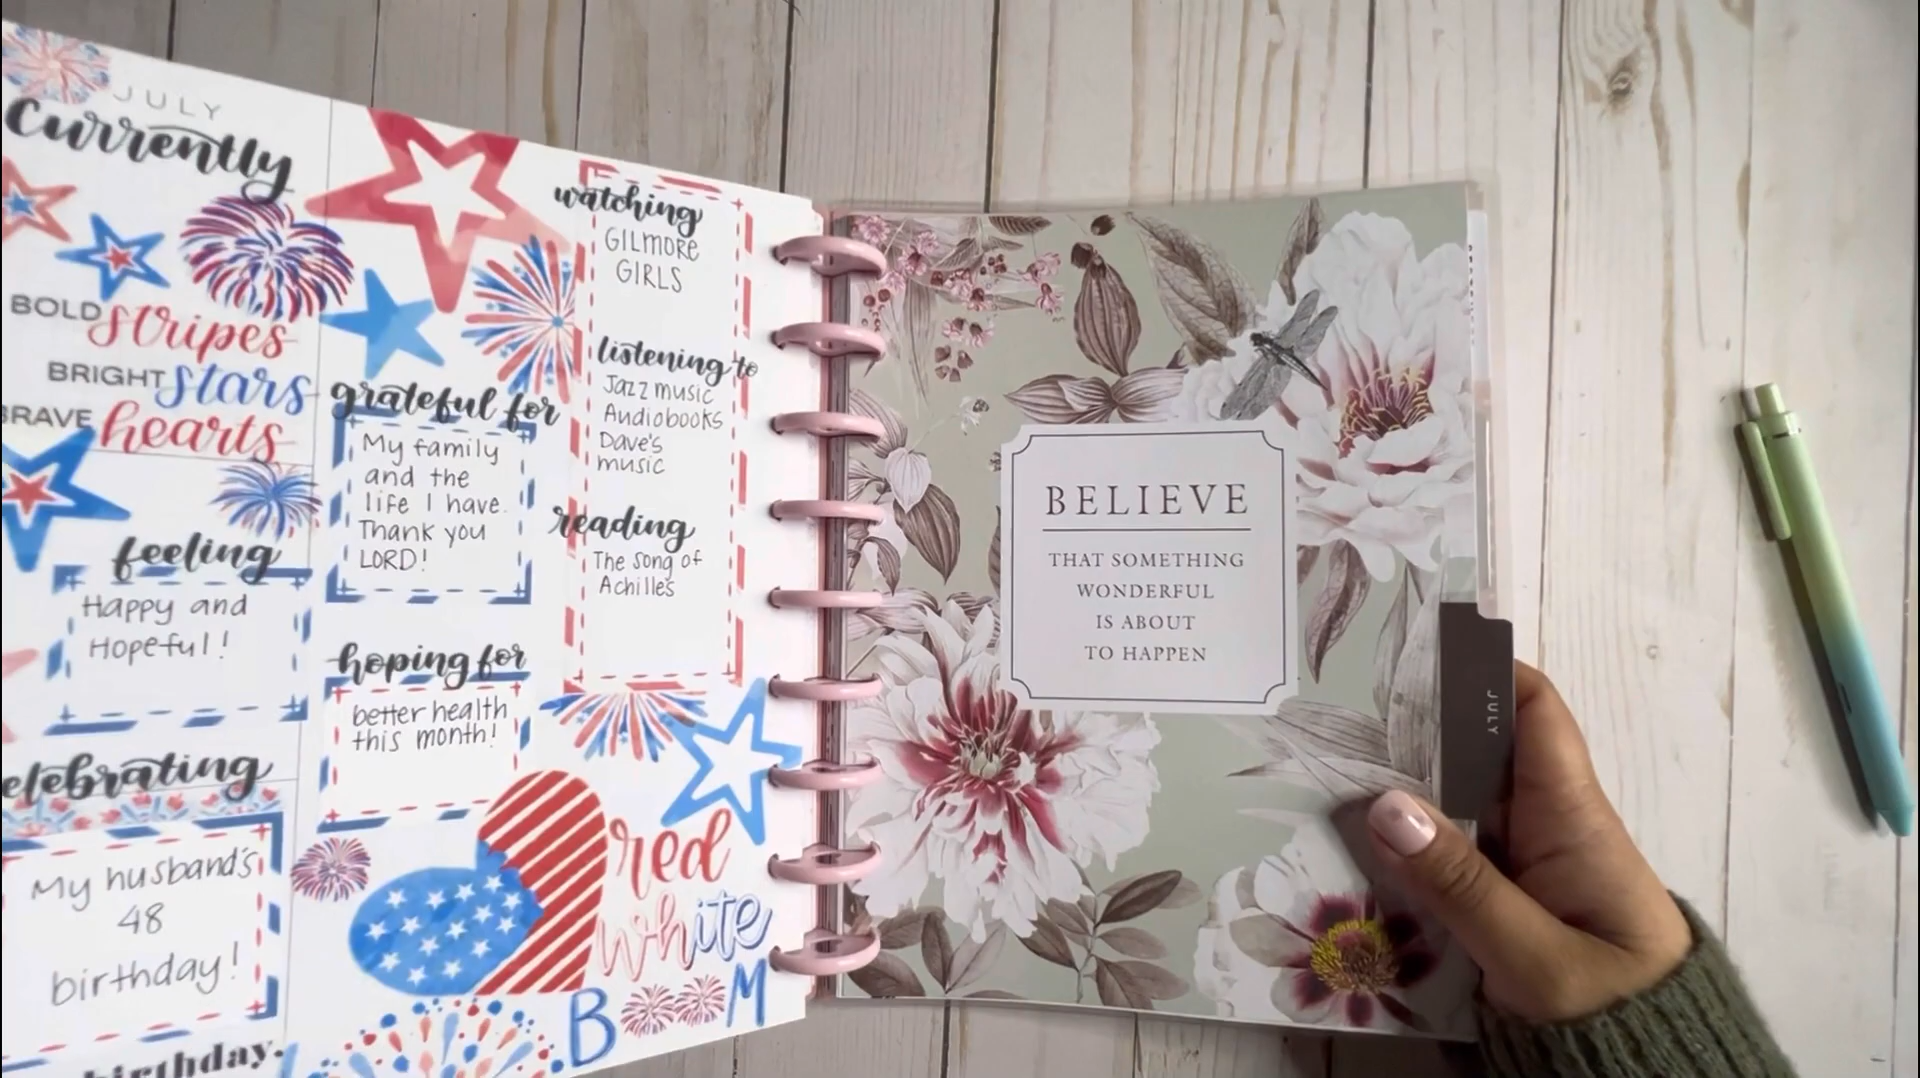 JULY
Currently
BOLD stripes
BRIGHT stars
BRAVE hearts
feeling
Happy and
Hopeful!
celebrating
My husband's
48
birthday!
birthday.
grateful for
My family
and the
life I have.
Thank you
LORD!
hoping for
better health
this month!
watching
GILMORE
GIRLS
listening to
Jazz music
Audiobooks
Dave's
music
reading
The song of
Achilles
red
white
B M
BELIEVE
THAT SOMETHING
WONDERFUL
IS ABOUT
TO HAPPEN
JULY